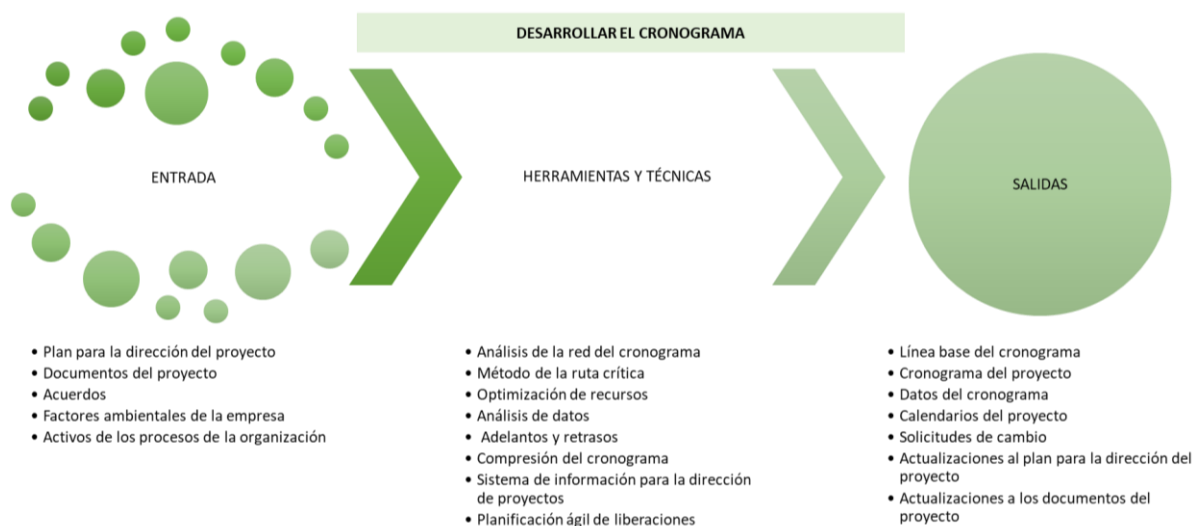 DESARROLLAR EL CRONOGRAMA
ENTRADA
HERRAMIENTAS Y TÉCNICAS
SALIDAS
• Plan para la dirección del proyecto
• Documentos del proyecto
• Acuerdos
• Factores ambientales de la empresa
• Activos de los procesos de la organización
• Análisis de la red del cronograma
• Método de la ruta crítica
• Optimización de recursos
• Análisis de datos
• Adelantos y retrasos
• Compresión del cronograma
• Sistema de información para la dirección
de proyectos
• Planificación ágil de liberaciones
• Línea base del cronograma
• Cronograma del proyecto
• Datos del cronograma
• Calendarios del proyecto
• Solicitudes de cambio
• Actualizaciones al plan para la dirección del
proyecto
• Actualizaciones a los documentos del
proyecto